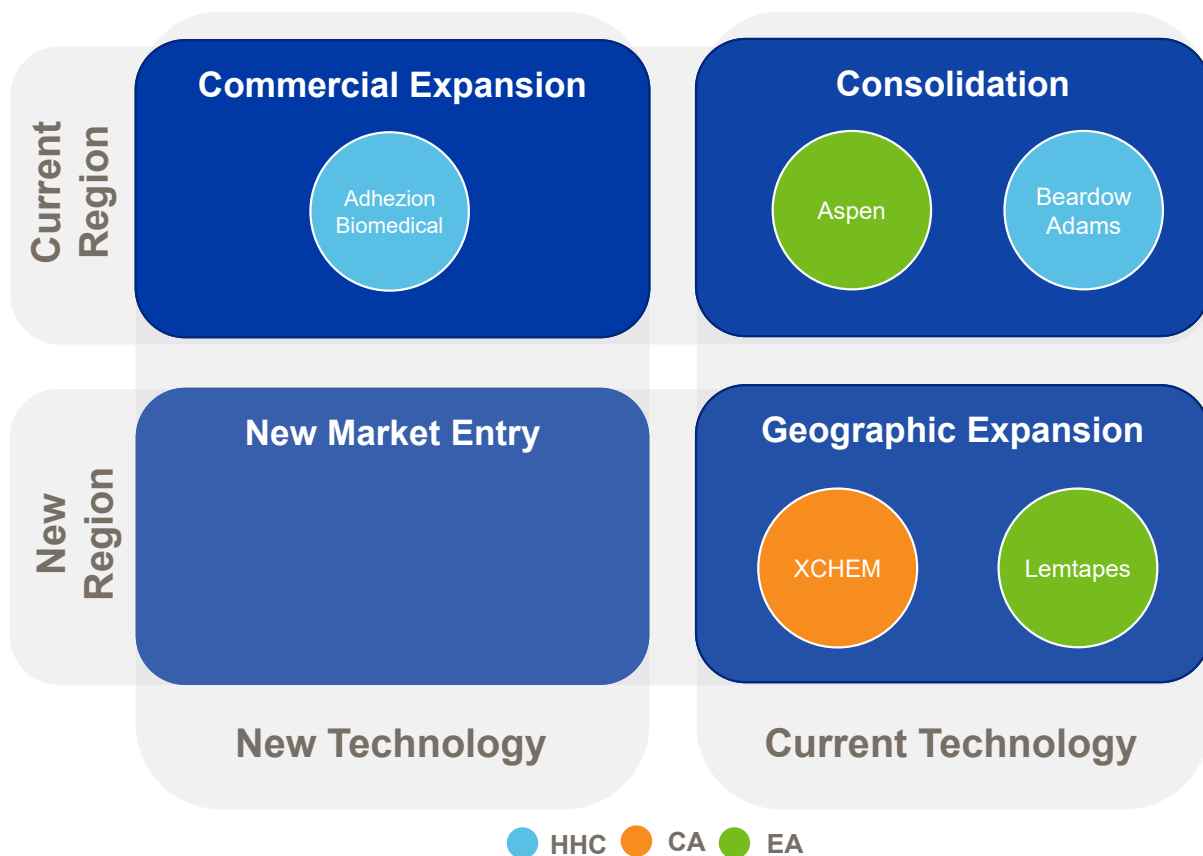 Current
Region
Commercial Expansion
Adhezion
Biomedical
Consolidation
Aspen
Beardow
Adams
New
Region
New Market Entry
Geographic Expansion
XCHEM
Lemtapes
New Technology
Current Technology
HHC
CA
EA